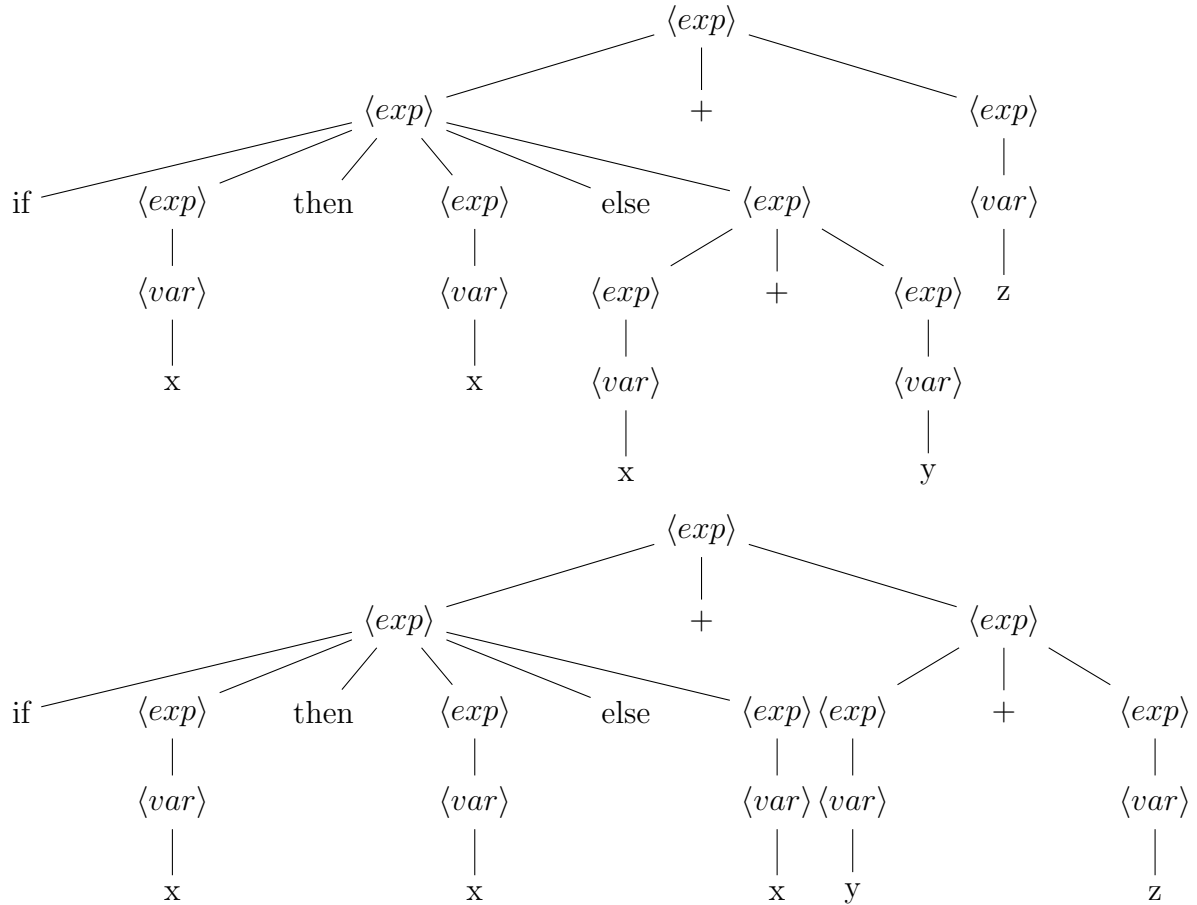 ⟨exp⟩
⟨exp⟩ + ⟨exp⟩
if ⟨exp⟩ then ⟨exp⟩ else ⟨exp⟩ ⟨var⟩
⟨var⟩ ⟨var⟩ ⟨exp⟩ + ⟨exp⟩ z
x x ⟨var⟩ ⟨var⟩
x y
⟨exp⟩
⟨exp⟩ + ⟨exp⟩
if ⟨exp⟩ then ⟨exp⟩ else ⟨exp⟩ ⟨exp⟩ + ⟨exp⟩
⟨var⟩ ⟨var⟩ ⟨var⟩ ⟨var⟩ ⟨var⟩
x x x y z